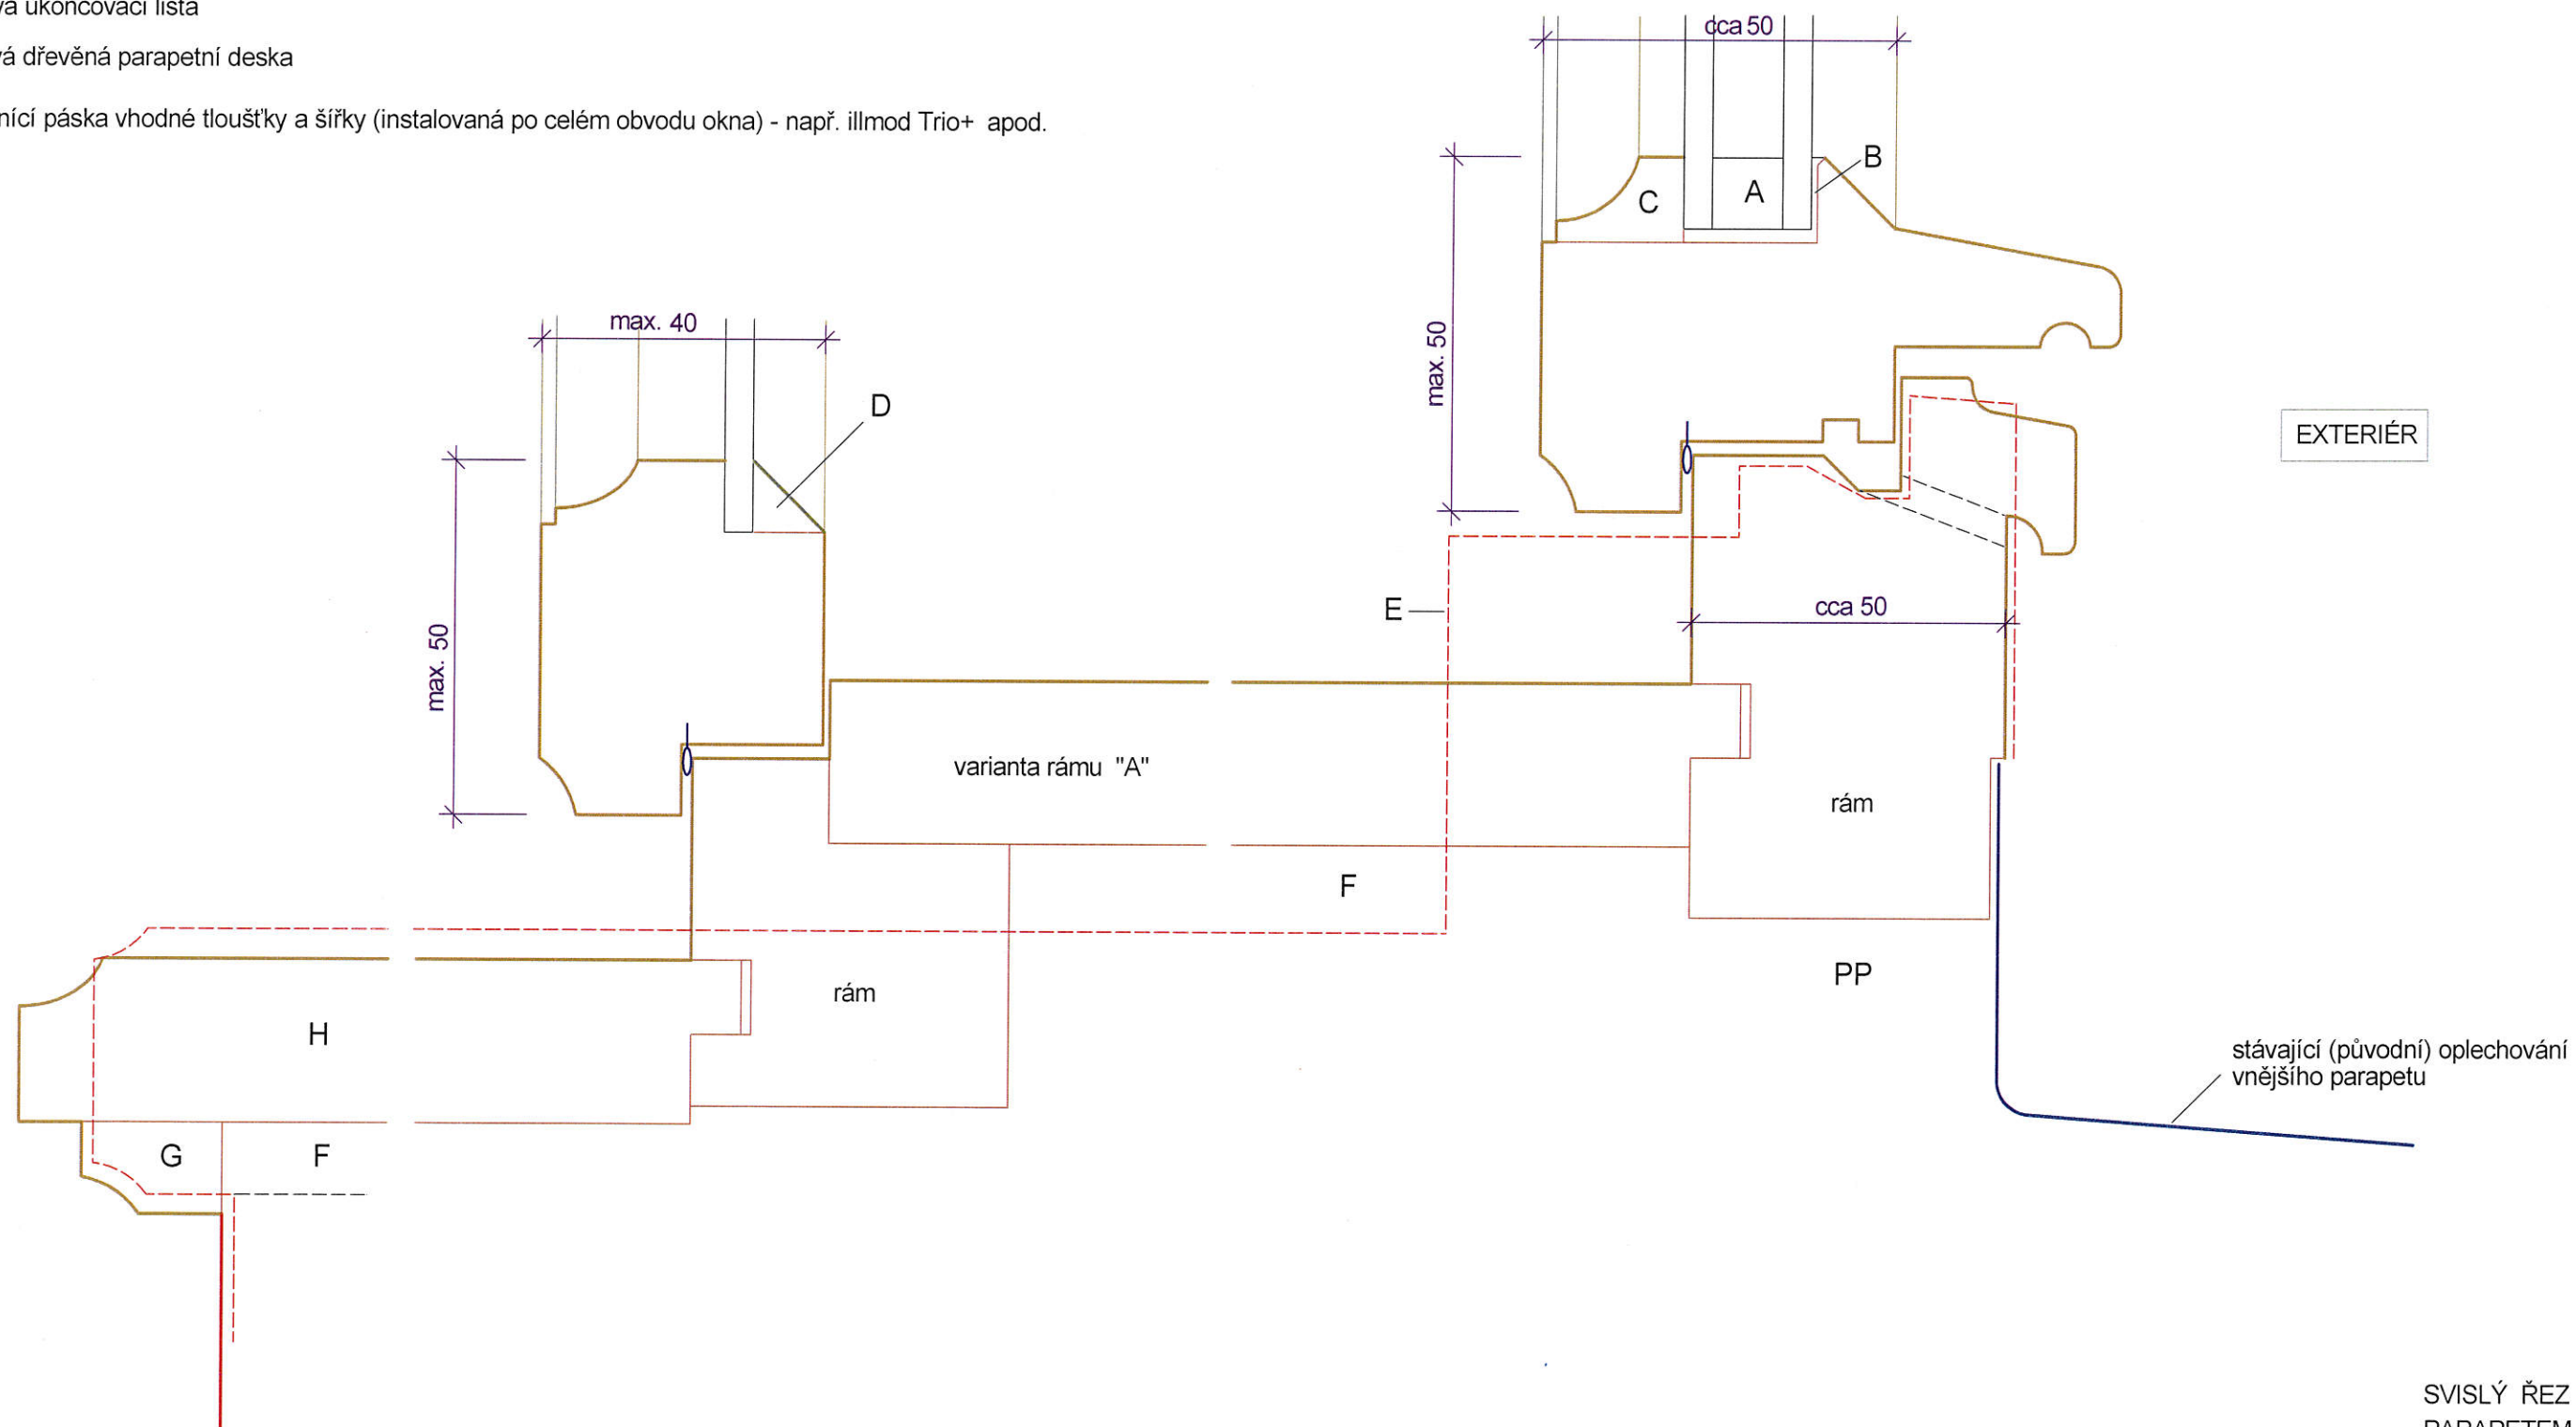 ukončovací lišta
dřevěná parapetní deska
páska vhodné tloušťky a šířky (instalovaná po celém obvodu okna) - např. illmod Trio+ apod.
cca 50
B
A
C
max. 50
max. 40
D
EXTERIÉR
E
cca 50
max. 50
varianta rámu "A"
rám
F
PP
rám
H
stávající (původní) oplechování
vnějšího parapetu
G
F
SVISLÝ ŘEZ